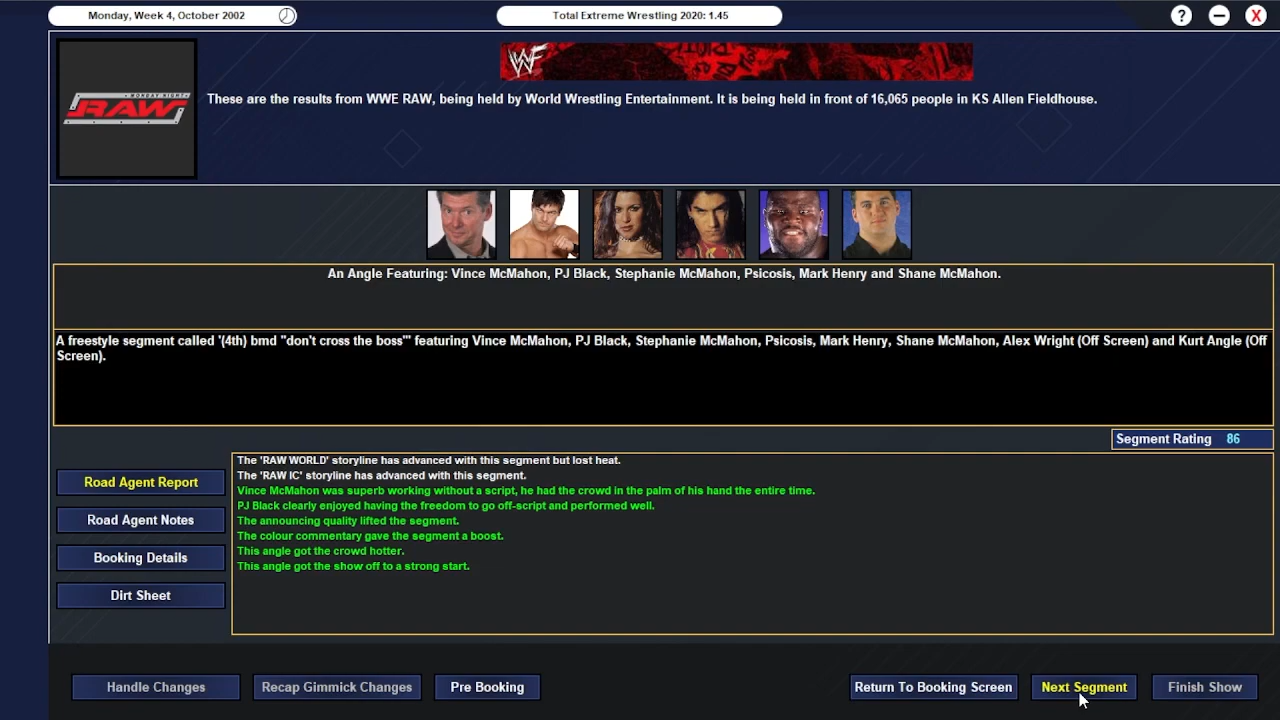 Monday, Week 4, October 2002
Total Extreme Wrestling 2020: 1.45
?
X
MONDAY NIGHT
RAW
WF
These are the results from WWE RAW, being held by World Wrestling Entertainment. It is being held in front of 16,065 people in KS Allen Fieldhouse.
An Angle Featuring: Vince McMahon, PJ Black, Stephanie McMahon, Psicosis, Mark Henry and Shane McMahon.
A freestyle segment called '(4th) bmd "don't cross the boss"' featuring Vince McMahon, PJ Black, Stephanie McMahon, Psicosis, Mark Henry, Shane McMahon, Alex Wright (Off Screen) and Kurt Angle (Off
Screen).
Segment Rating 86
The 'RAW WORLD' storyline has advanced with this segment but lost heat.
The 'RAW IC' storyline has advanced with this segment.
Vince McMahon was superb working without a script, he had the crowd in the palm of his hand the entire time.
PJ Black clearly enjoyed having the freedom to go off-script and performed well.
The announcing quality lifted the segment.
The colour commentary gave the segment a boost.
This angle got the crowd hotter.
This angle got the show off to a strong start.
Road Agent Report
Road Agent Notes
Booking Details
Dirt Sheet
Handle Changes
Recap Gimmick Changes
Pre Booking
Return To Booking Screen
Next Segment
Finish Show